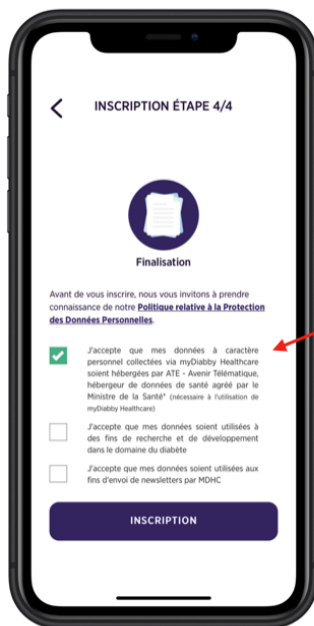 INSCRIPTION ÉTAPE 4/4
Finalisation
Avant de vous inscrire, nous vous invitons à prendre
connaissance de notre Politique relative à la Protection
des Données Personnelles.
J'accepte que mes données à caractère
personnel collectées via myDiabby Healthcare
soient hébergées par ATE - Avenir Télématique,
hébergeur de données de santé agréé par le
Ministre de la Santé* (nécessaire à l'utilisation de
myDiabby Healthcare)
J'accepte que mes données soient utilisées à
des fins de recherche et de développement
dans le domaine du diabète
J'accepte que mes données soient utilisées aux
fins d'envoi de newsletters par MDHC
INSCRIPTION